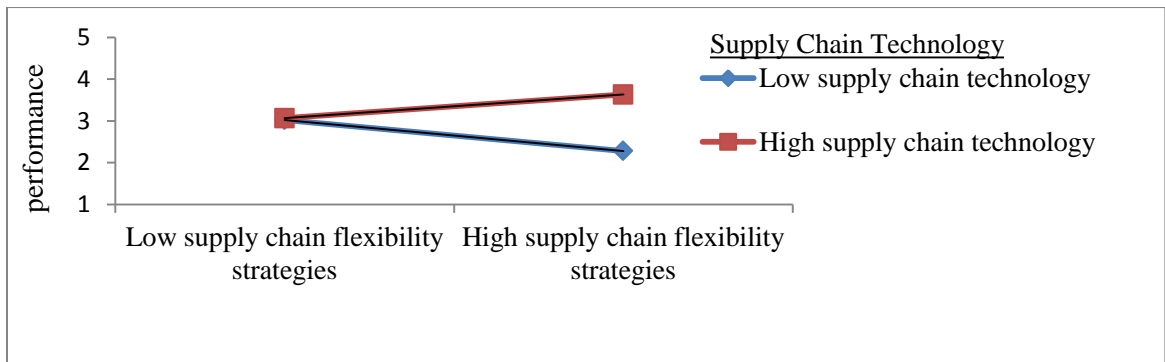 5
4
3
2
1
performance
Low supply chain flexibility
strategies
High supply chain flexibility
strategies
Supply Chain Technology
Low supply chain technology
High supply chain technology